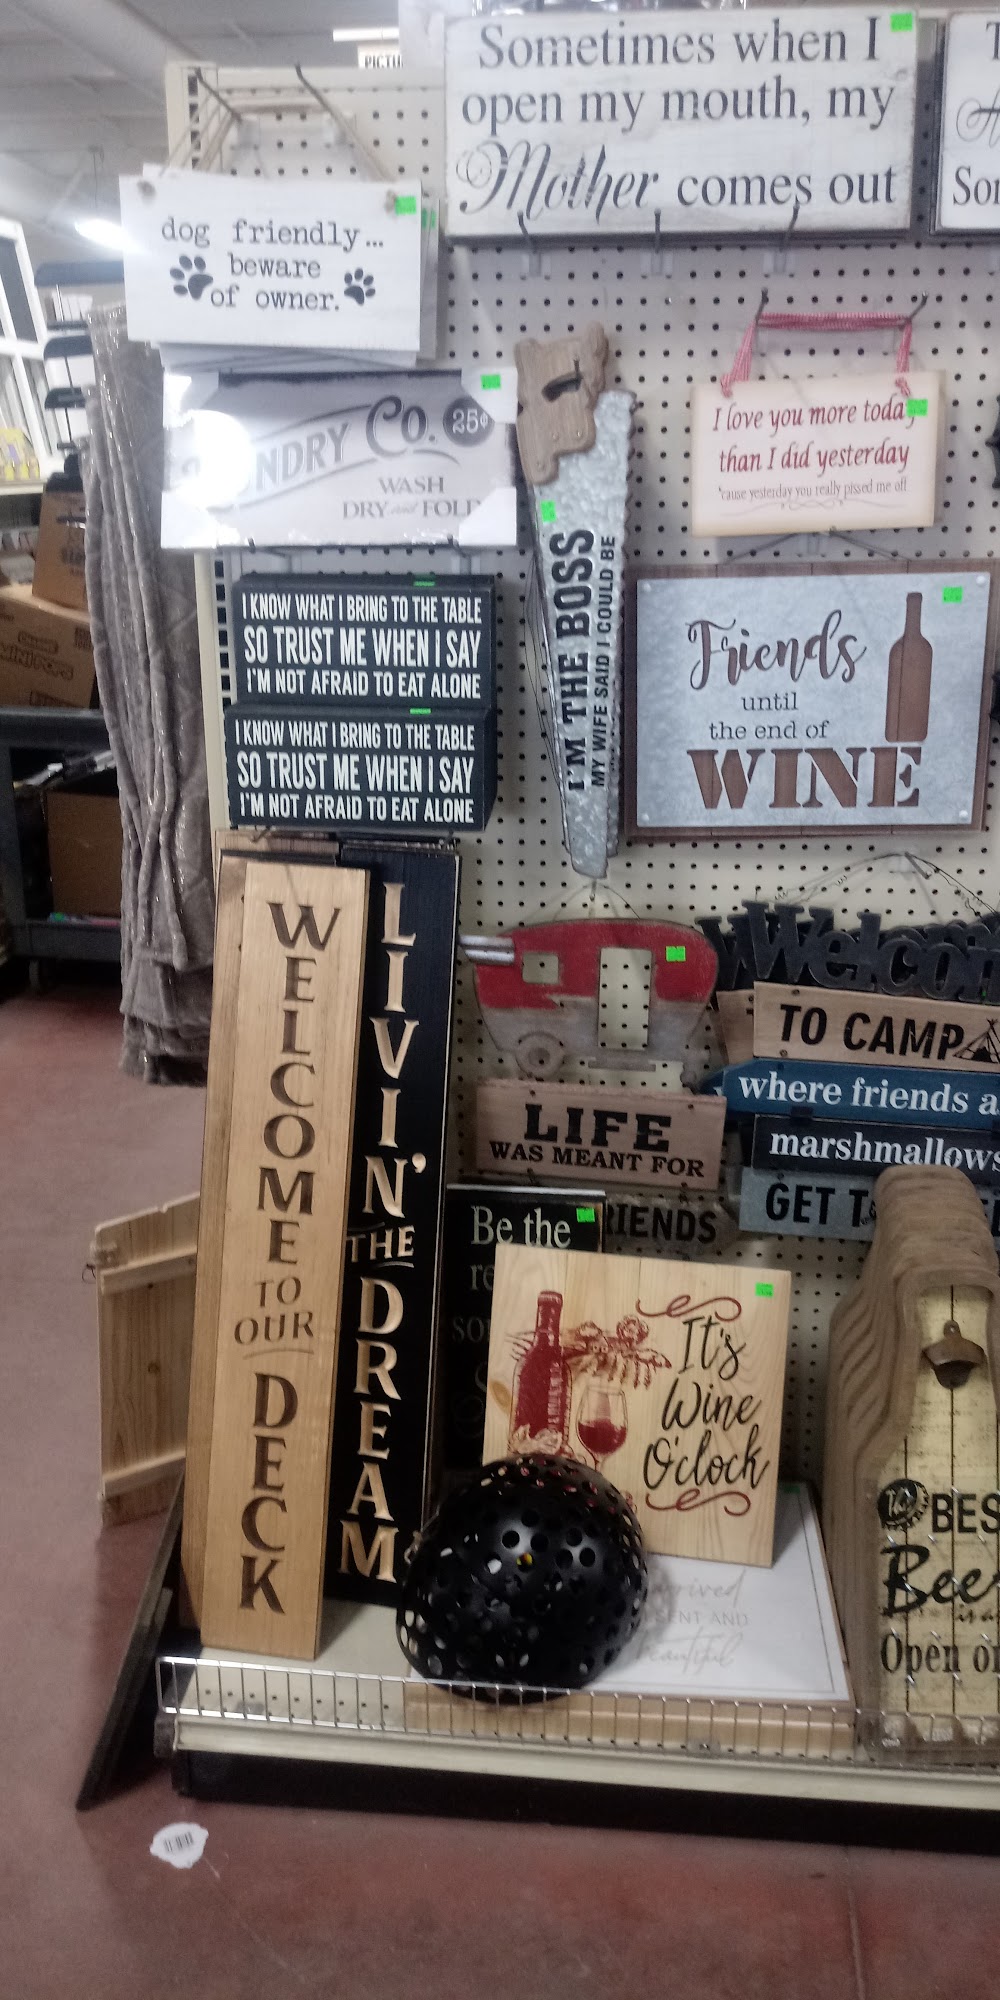 Sometimes when I
open my mouth, my
Mother comes out
dog friendly...
beware
of owner.
Co. 25¢
WASH
DRY and FOLD
I love you more today
than I did yesterday
'cause yesterday you really pissed me off
I'M THE BOSS
MY WIFE SAID I COULD BE
I KNOW WHAT I BRING TO THE TABLE
SO TRUST ME WHEN I SAY
I'M NOT AFRAID TO EAT ALONE
I KNOW WHAT I BRING TO THE TABLE
SO TRUST ME WHEN I SAY
I'M NOT AFRAID TO EAT ALONE
Friends
until
the end of
WINE
WELCOME
TO
OUR
DECK
LIVIN'
THE
DREAM
LIFE
WAS MEANT FOR
TO CAMP
where friends
marshmallows
GET
Be the
It's
Wine
O'clock
BES
Bee
Open